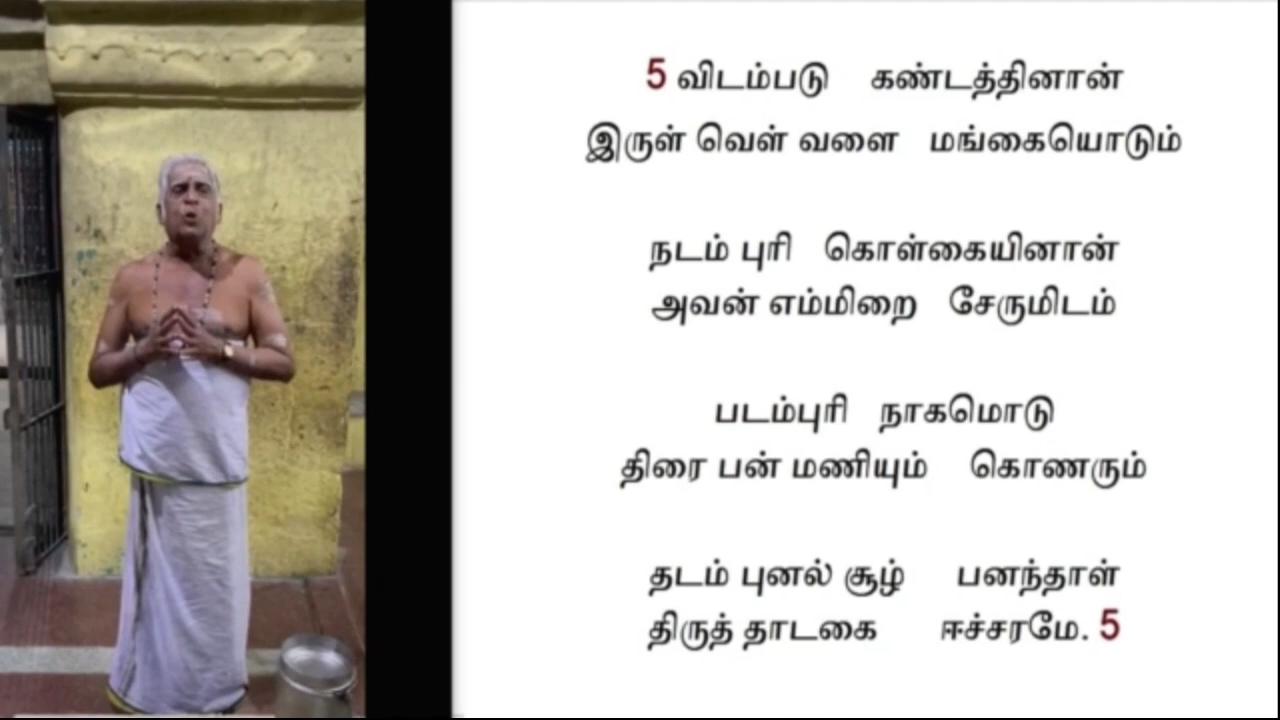 5 விடம்படு கண்டத்தினான்
இருள் வெள் வளை மங்கையொடும்
நடம் புரி கொள்கையினான்
அவன் எம்மிறை சேருமிடம்
படம்புரி நாகமொடு
திரை பன் மணியும் கொணரும்
தடம் புனல் சூழ் பனந்தாள்
திருத் தாடகை ஈச்சரமே. 5